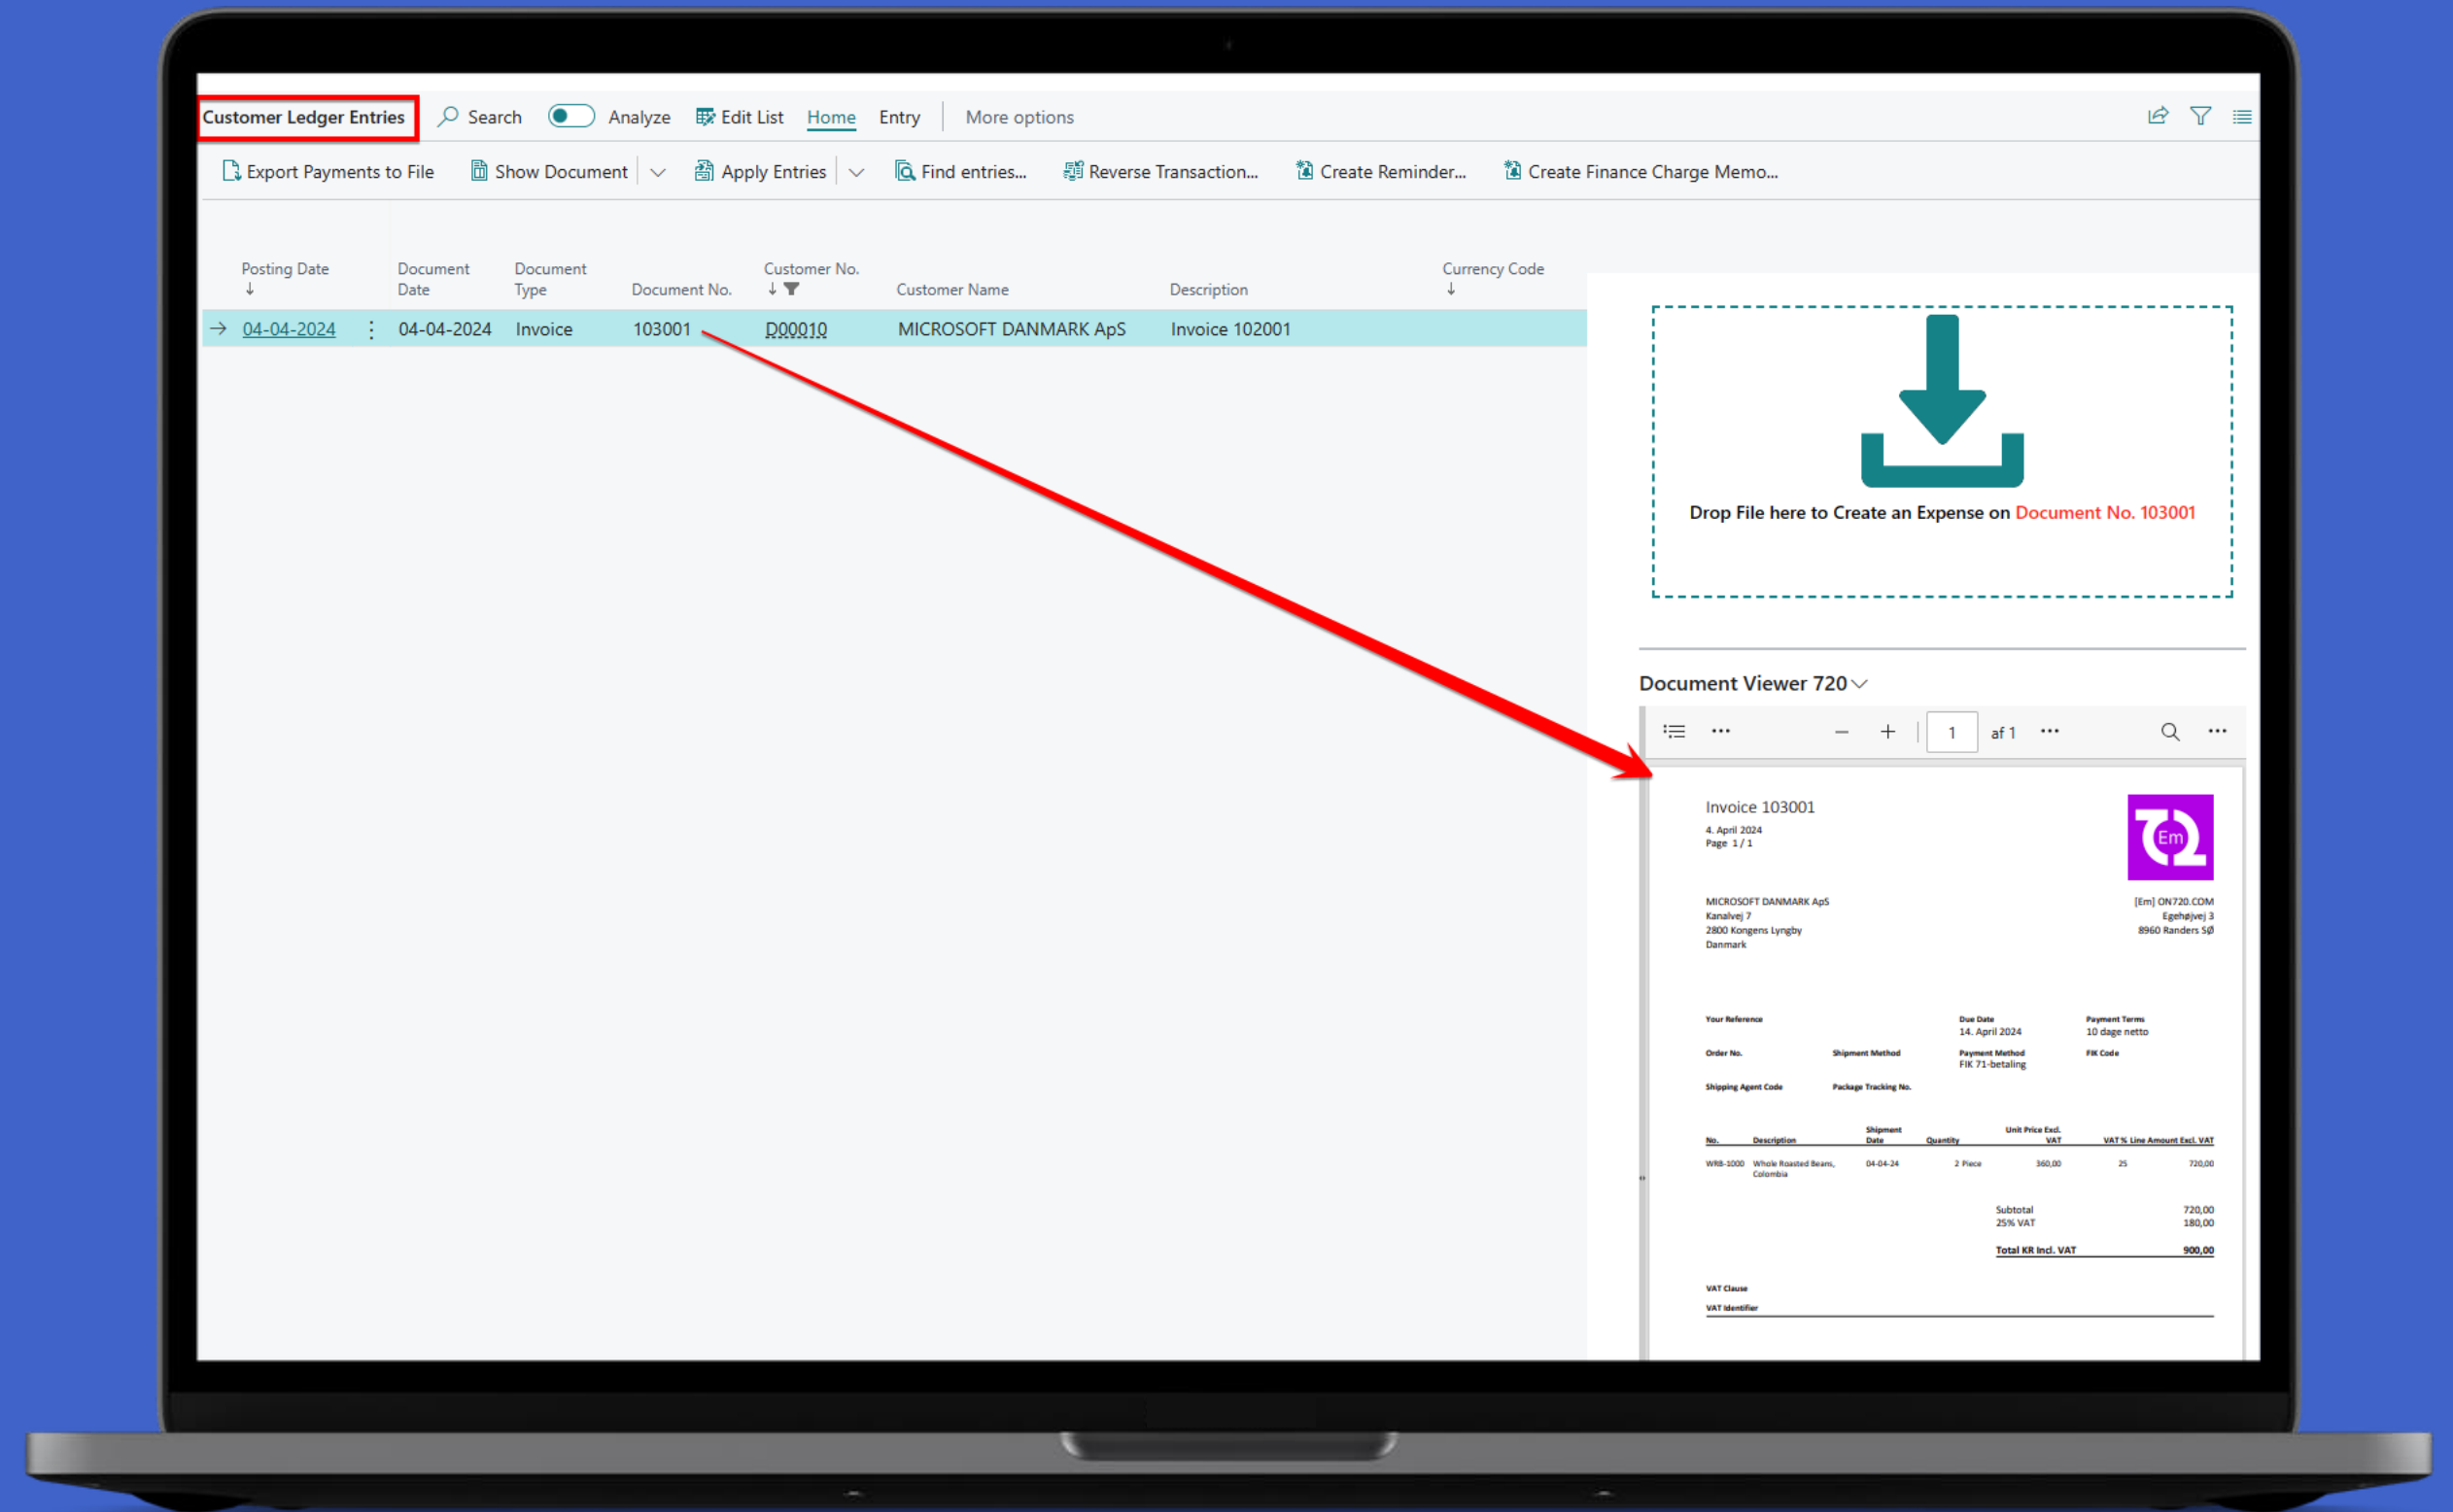 Customer Ledger Entries Search Analyze Edit List Home Entry More options
Export Payments to File Show Document Apply Entries Find entries... Reverse Transaction... Create Reminder... Create Finance Charge Memo...
Posting Date Document Date Document Type Document No. Customer No. Customer Name Description Currency Code
04-04-2024 04-04-2024 Invoice 103001 D00010 MICROSOFT DANMARK ApS Invoice 102001
Drop File here to Create an Expense on Document No. 103001
Document Viewer 720
1 af 1
Invoice 103001
4. April 2024
Page 1 / 1
Em
MICROSOFT DANMARK ApS
Kanalvej 7
2800 Kongens Lyngby
Danmark
[Em] ON720.COM
Egehøjvej 3
8960 Randers SØ
Your Reference Due Date Payment Terms
14. April 2024 10 dage netto
Order No. Shipment Method Payment Method FIK Code
FIK 71-betaling
Shipping Agent Code Package Tracking No.
No. Description Shipment Date Quantity Unit Price Excl. VAT VAT % Line Amount Excl. VAT
WRB-1000 Whole Roasted Beans, 04-04-24 2 Piece 360,00 25 720,00
Colombia
Subtotal 720,00
25% VAT 180,00
Total KR Incl. VAT 900,00
VAT Clause
VAT Identifier